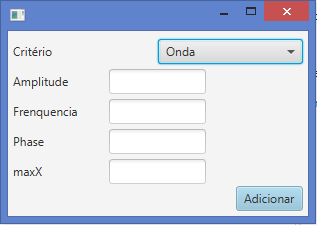 Critério Onda
Amplitude
Frenquencia
Phase
maxX
Adicionar